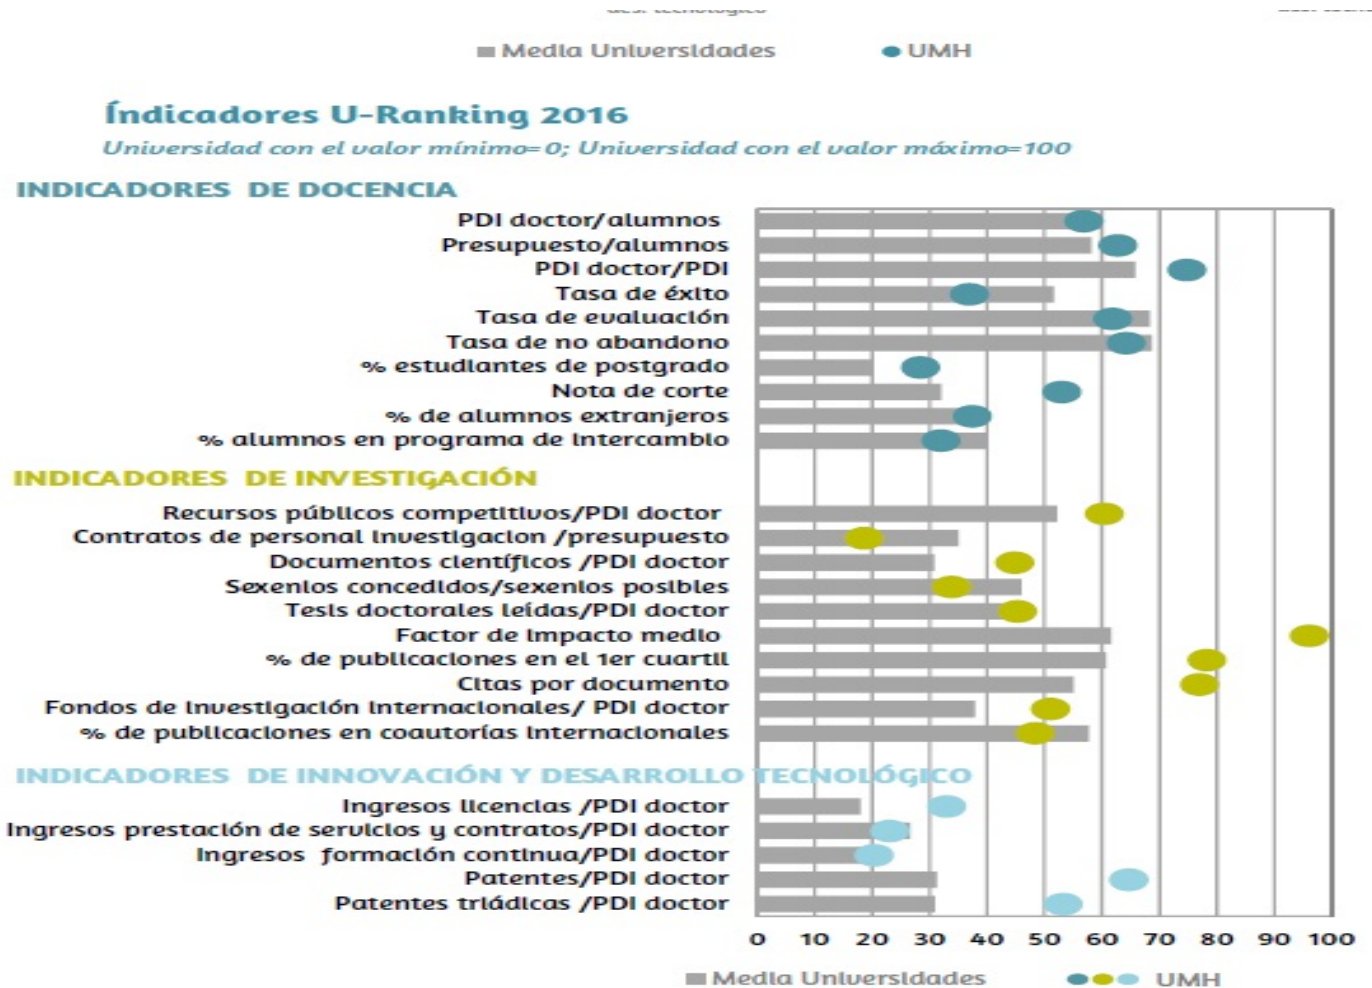 des. tecnológico
Media Universidades UMH
Índicadores U-Ranking 2016
Universidad con el valor mínimo=0; Universidad con el valor máximo=100
INDICADORES DE DOCENCIA
PDI doctor/alumnos
Presupuesto/alumnos
PDI doctor/PDI
Tasa de éxito
Tasa de evaluación
Tasa de no abandono
% estudiantes de postgrado
Nota de corte
% de alumnos extranjeros
% alumnos en programa de intercambio
INDICADORES DE INVESTIGACIÓN
Recursos públicos competitivos/PDI doctor
Contratos de personal investigacion /presupuesto
Documentos científicos /PDI doctor
Sexenios concedidos/sexenios posibles
Tesis doctorales leídas/PDI doctor
Factor de impacto medio
% de publicaciones en el 1er cuartil
Citas por documento
Fondos de investigación internacionales/ PDI doctor
% de publicaciones en coautorías internacionales
INDICADORES DE INNOVACIÓN Y DESARROLLO TECNOLÓGICO
Ingresos licencias /PDI doctor
Ingresos prestación de servicios y contratos/PDI doctor
Ingresos formación continua/PDI doctor
Patentes/PDI doctor
Patentes triádicas /PDI doctor
0 10 20 30 40 50 60 70 80 90 100
Media Universidades UMH